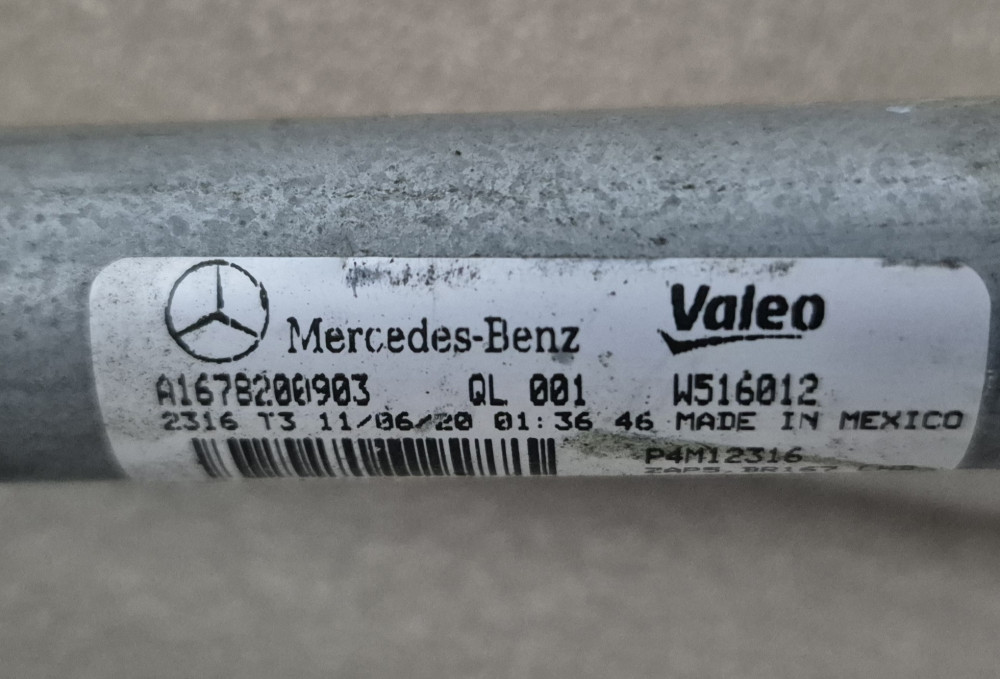 Mercedes-Benz Valeo
A1678200903 QL 001 W516012
2316 T3 11/06/20 01:36 46 MADE IN MEXICO
P4M12316
BR167